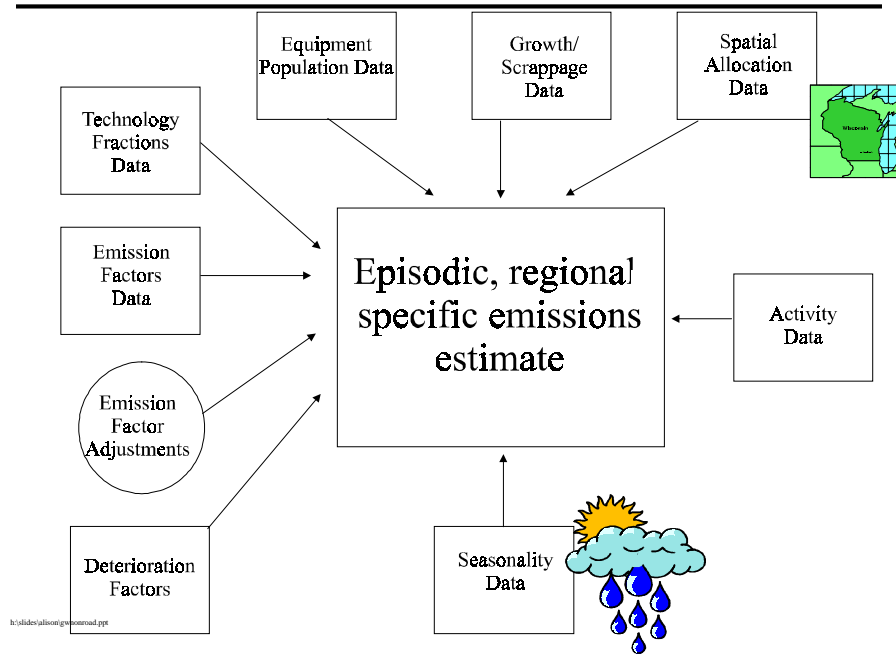 Equipment
Population Data
Growth/
Scrappage
Data
Spatial
Allocation
Data
Technology
Fractions
Data
Wisconsin
Emission
Factors
Data
Episodic, regional
specific emissions
estimate
Activity
Data
Emission
Factor
Adjustments
Deterioration
Factors
Seasonality
Data
h:\slides\alison\gwnonroad.ppt